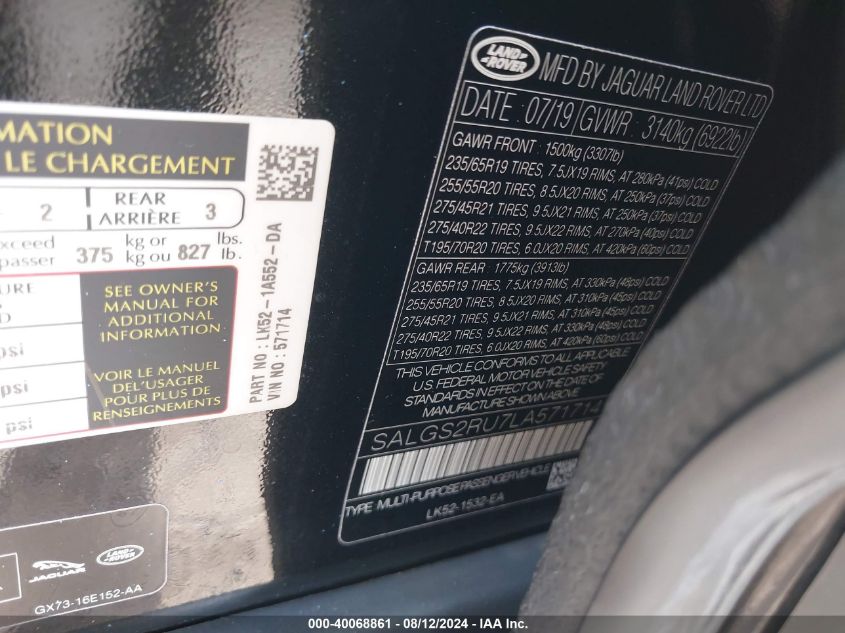 MATION
LE CHARGEMENT
2
REAR
ARRIÈRE 3
exceed
passer 375 kg or
kg ou 827 lbs.
lb.
URE
SEE OWNER'S
MANUAL FOR
ADDITIONAL
INFORMATION
psi
VOIR LE MANUEL
DEL'USAGER
POUR PLUS DE
RENSEIGNEMENTS
psi
psi
PART NO : LK52-1A552-DA
VIN NO : 571714
LAND
ROVER
MFD BY JAGUAR LAND ROVER LTD
DATE : 07/19 GVWR : 3140kg (6922lb)
GAWR FRONT : 1500kg (3307lb)
235/65R19 TIRES, 7.5JX19 RIMS, AT 280kPa (41psi) COLD
255/55R20 TIRES, 8.5JX20 RIMS, AT 250kPa (37psi) COLD
275/45R21 TIRES, 9.5JX21 RIMS, AT 250kPa (37psi) COLD
275/40R22 TIRES, 9.5JX22 RIMS, AT 270kPa (40psi) COLD
T195/70R20 TIRES, 6.0JX20 RIMS, AT 420kPa (60psi) COLD
GAWR REAR : 1775kg (3913lb)
235/65R19 TIRES, 7.5JX19 RIMS, AT 330kPa (48psi) COLD
255/55R20 TIRES, 8.5JX20 RIMS, AT 310kPa (45psi) COLD
275/45R21 TIRES, 9.5JX21 RIMS, AT 310kPa (45psi) COLD
275/40R22 TIRES, 9.5JX22 RIMS, AT 330kPa (48psi) COLD
T195/70R20 TIRES, 6.0JX20 RIMS, AT 420kPa (60psi) COLD
THIS VEHICLE CONFORMS TO ALL APPLICABLE
U.S. FEDERAL MOTOR VEHICLE SAFETY
STANDARDS IN EFFECT ON THE DATE OF
MANUFACTURE SHOWN ABOVE.
SALGS2RU7LA571714
TYPE : MULTI-PURPOSE PASSENGER VEHICLE
LK52-1532-EA
JAGUAR
LAND
ROVER
GX73-16E152-AA
000-40068861 - 08/12/2024 - IAA Inc.